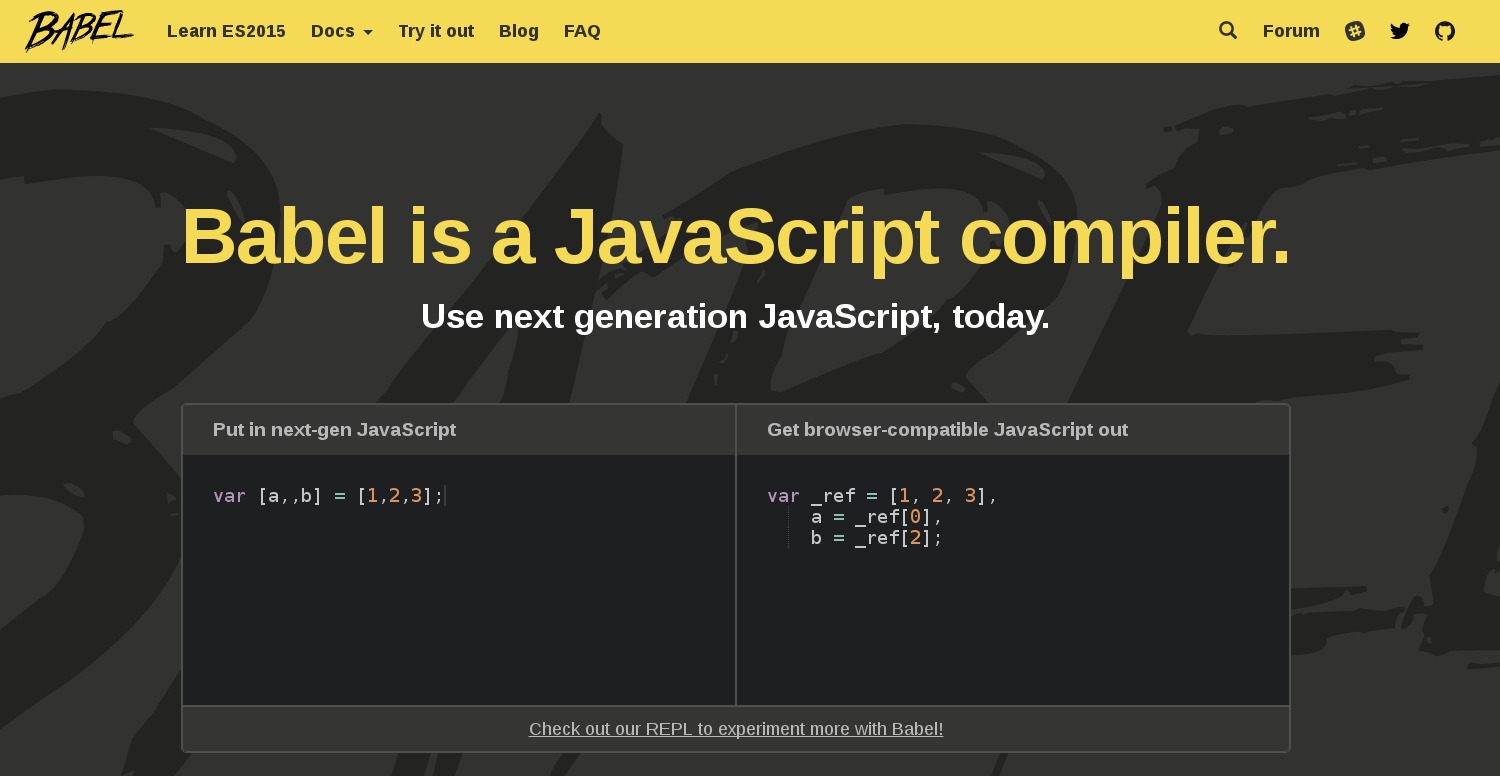 BABEL Learn ES2015 Docs Try it out Blog FAQ Forum
Babel is a JavaScript compiler.
Use next generation JavaScript, today.
Put in next-gen JavaScript
var [a,,b] = [1,2,3];
Get browser-compatible JavaScript out
var _ref = [1, 2, 3],
    a = _ref[0],
    b = _ref[2];
Check out our REPL to experiment more with Babel!